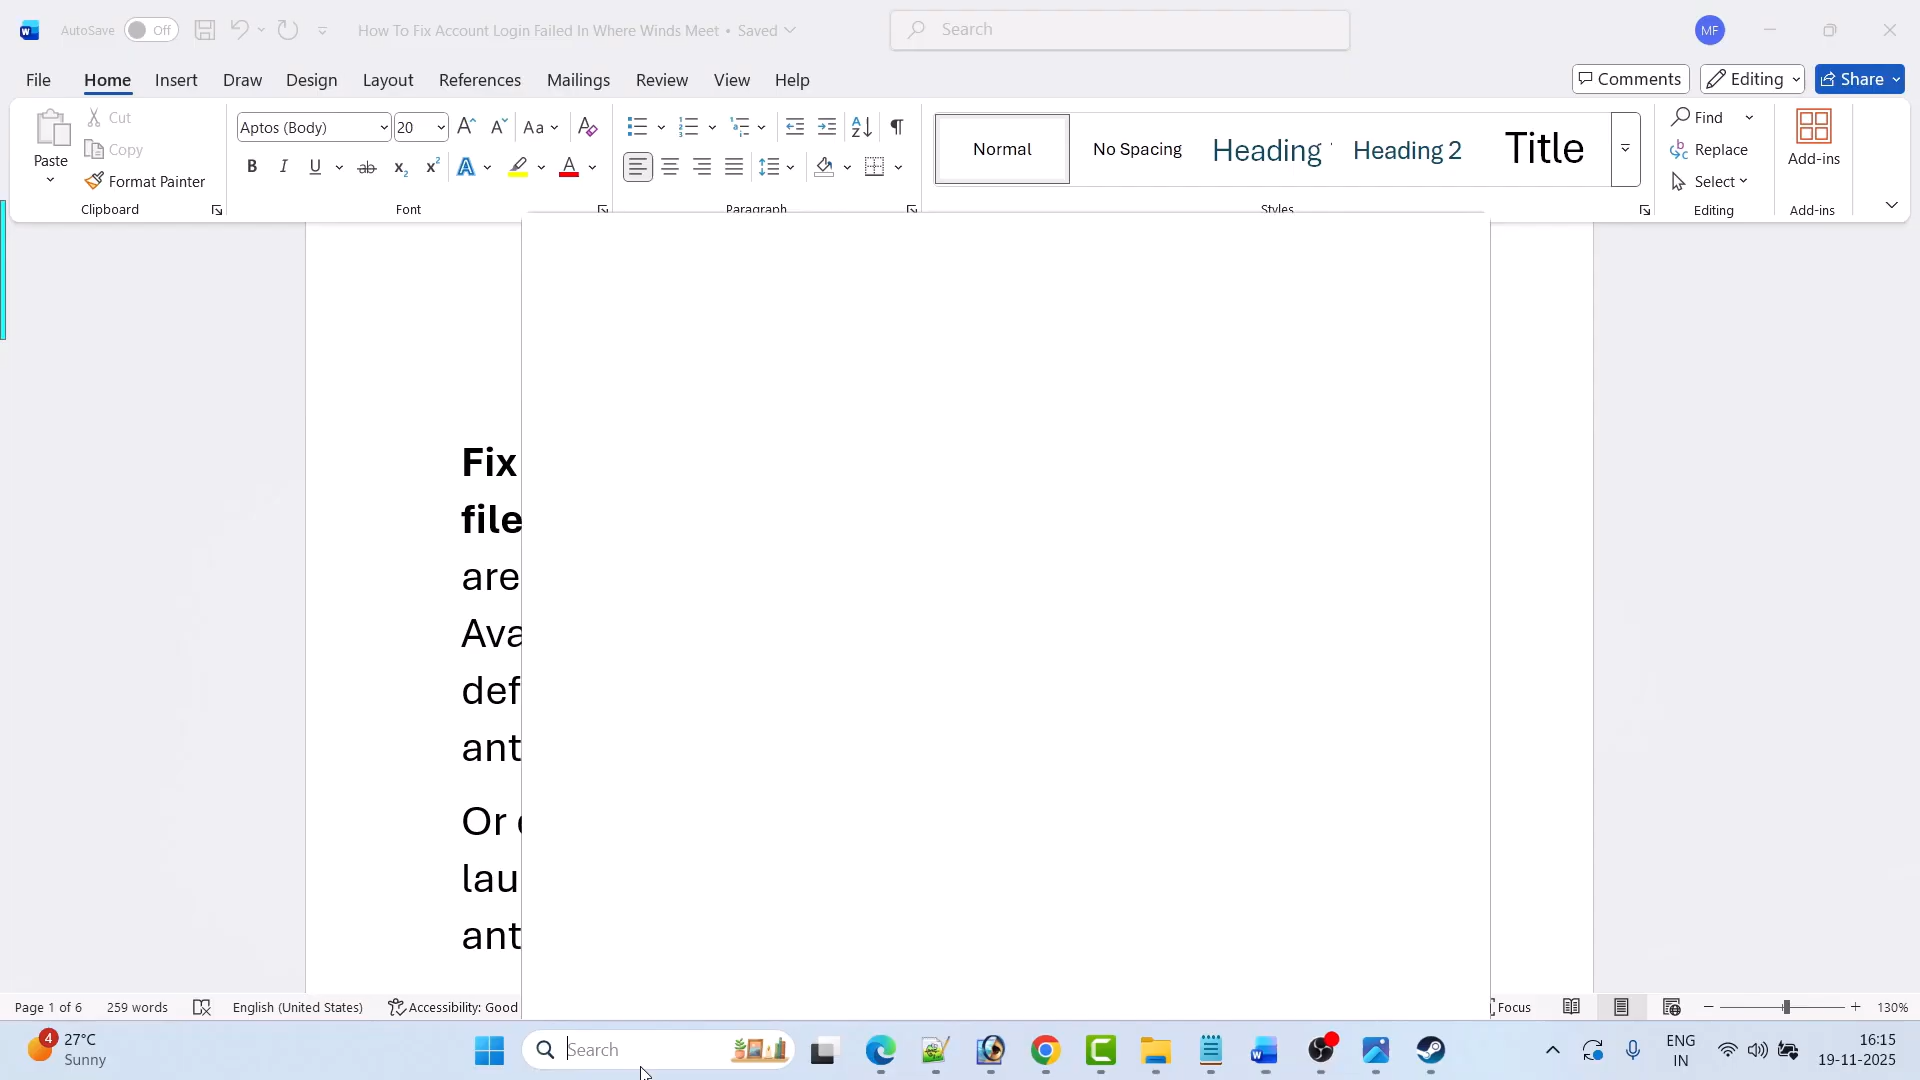 AutoSave Off How To Fix Account Login Failed In Where Winds Meet • Saved Search MF
File Home Insert Draw Design Layout References Mailings Review View Help Comments Editing Share
Paste
Cut
Copy
Format Painter
Clipboard
Aptos (Body) 20
Font
Paragraph
Normal No Spacing Heading Heading 2 Title
Styles
Find
Replace
Select
Editing
Add-ins
Add-ins
Fix
file
are
Ava
def
ant
Or
lau
ant
Page 1 of 6 259 words English (United States) Accessibility: Good Focus 130%
4 27°C
Sunny
Search
ENG
IN
16:15
19-11-2025